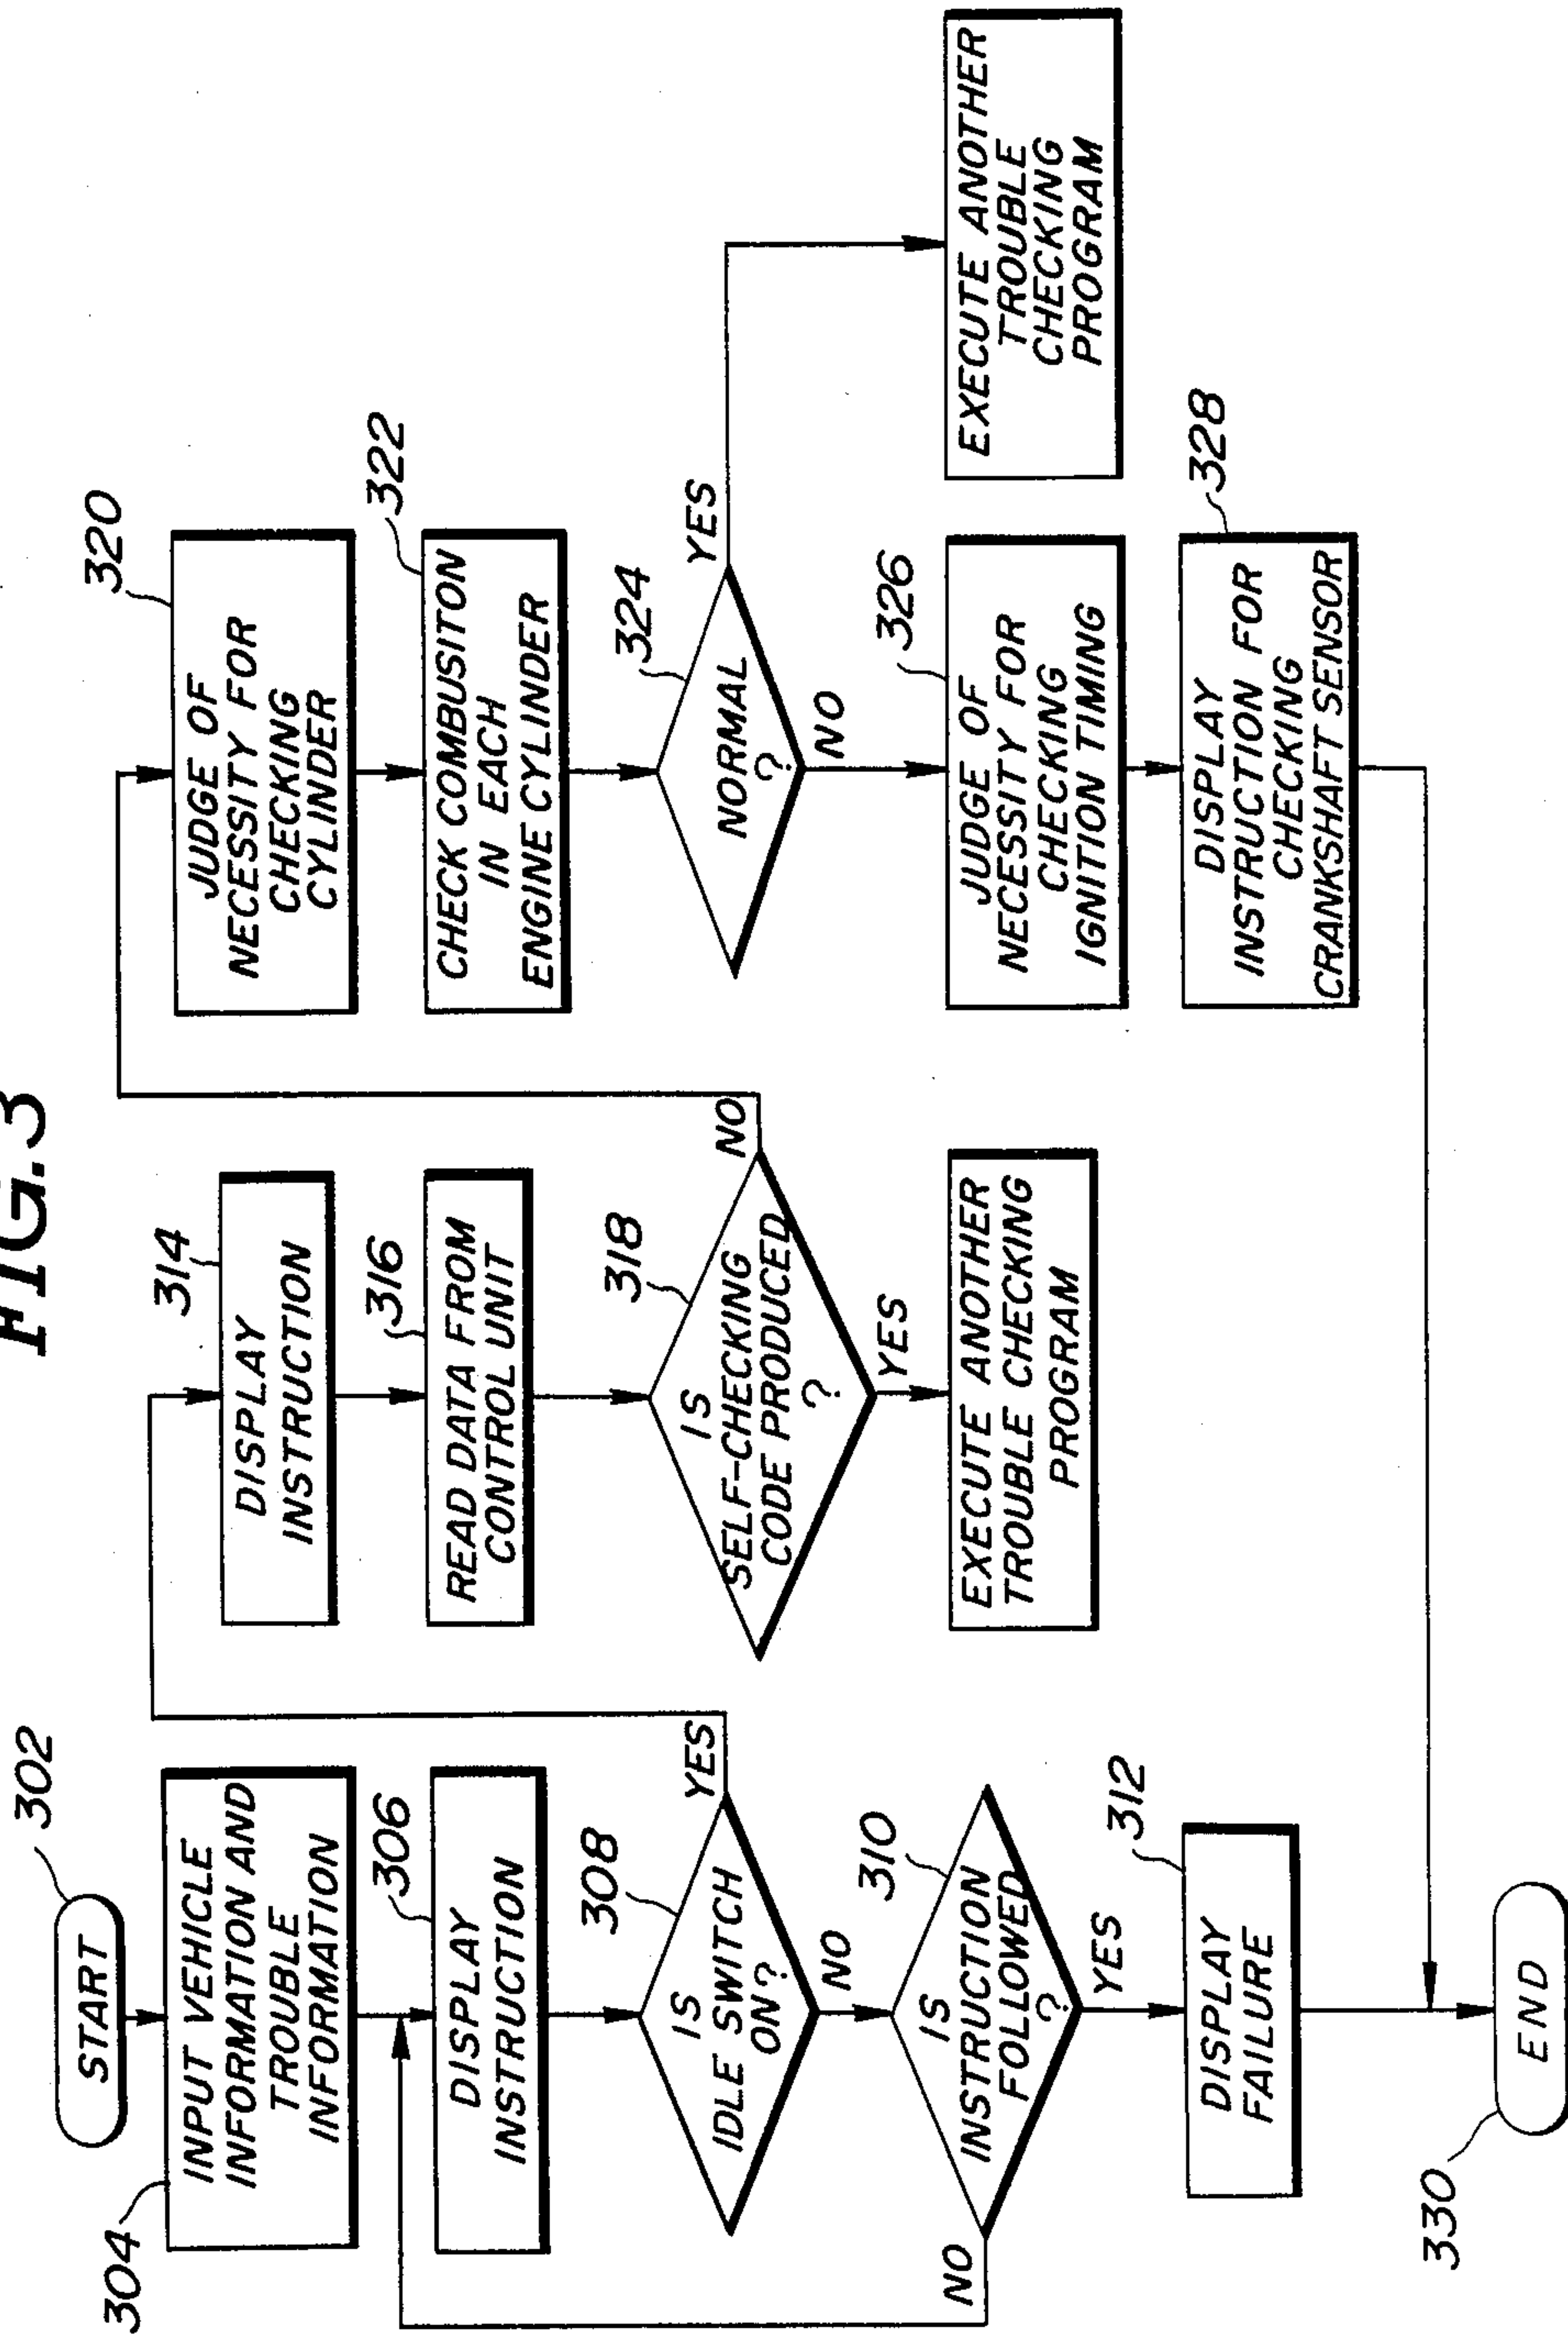 FIG.3
302
START
304
INPUT VEHICLE
INFORMATION AND
TROUBLE
INFORMATION
306
DISPLAY
INSTRUCTION
308
IS
IDLE SWITCH
ON?
YES
NO
310
IS
INSTRUCTION
FOLLOWED
?
NO
YES
312
DISPLAY
FAILURE
330
END
314
DISPLAY
INSTRUCTION
316
READ DATA FROM
CONTROL UNIT
318
IS
SELF-CHECKING
CODE PRODUCED
?
NO
YES
EXECUTE ANOTHER
TROUBLE CHECKING
PROGRAM
320
JUDGE OF
NECESSITY FOR
CHECKING
CYLINDER
322
CHECK COMBUSITON
IN EACH
ENGINE CYLINDER
324
NORMAL
?
YES
NO
326
JUDGE OF
NECESSITY FOR
CHECKING
IGNITION TIMING
328
DISPLAY
INSTRUCTION FOR
CHECKING
CRANKSHAFT SENSOR
EXECUTE ANOTHER
TROUBLE
CHECKING
PROGRAM